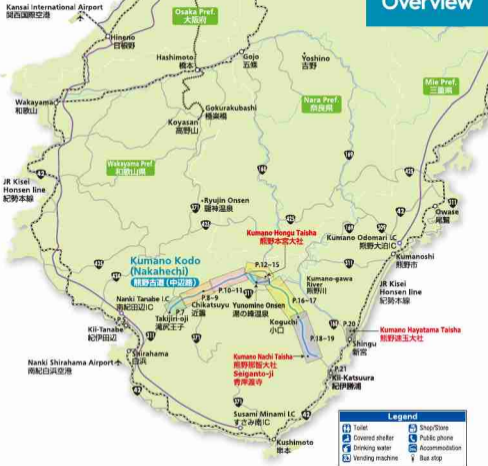 Overview
Kansai International Airport
関西国際空港
Osaka Pref.
大阪府
Hineno
日根野
Hashimoto
橋本
Gojo
五條
Yoshino
吉野
Mie Pref.
三重県
Wakayama
和歌山
Nara Pref.
奈良県
Gokurakubashi
極楽橋
Koyasan
高野山
Wakayama Pref
和歌山県
JR Kisei
Honsen line
紀勢本線
Ryujin Onsen
龍神温泉
Owase
尾鷲
Kumano Hongu Taisha
熊野本宮大社
Kumano Odomari I.C
熊野大泊IC
Kumanoshi
熊野市
Kumano Kodo
(Nakahechi)
熊野古道(中辺路)
P.12-15
P.10-11
P.8-9
P.7
Chikatsuyu
近露
Yunomine Onsen
湯の峰温泉
Kumano-gawa
River
熊野川
JR Kisei
Honsen line
紀勢本線
Nanki Tanabe I.C
南紀田辺IC
Takijiri-oji
滝尻王子
P.16-17
Koguchi
小口
Kii-Tanabe
紀伊田辺
P.18-19
P.20
Kumano Hayatama Taisha
熊野速玉大社
Shingu
新宮
Shirahama
白浜
Nanki Shirahama Airport
南紀白浜空港
Kumano Nachi Taisha
熊野那智大社
Seiganto-ji
青岸渡寺
P.21
Kii-Katsuura
紀伊勝浦
Susami Minami I.C
すさみ南IC
Kushimoto
串本
Legend
Toilet
Shop/Store
Covered shelter
Public phone
Drinking water
Accommodation
Vending machine
Bus stop